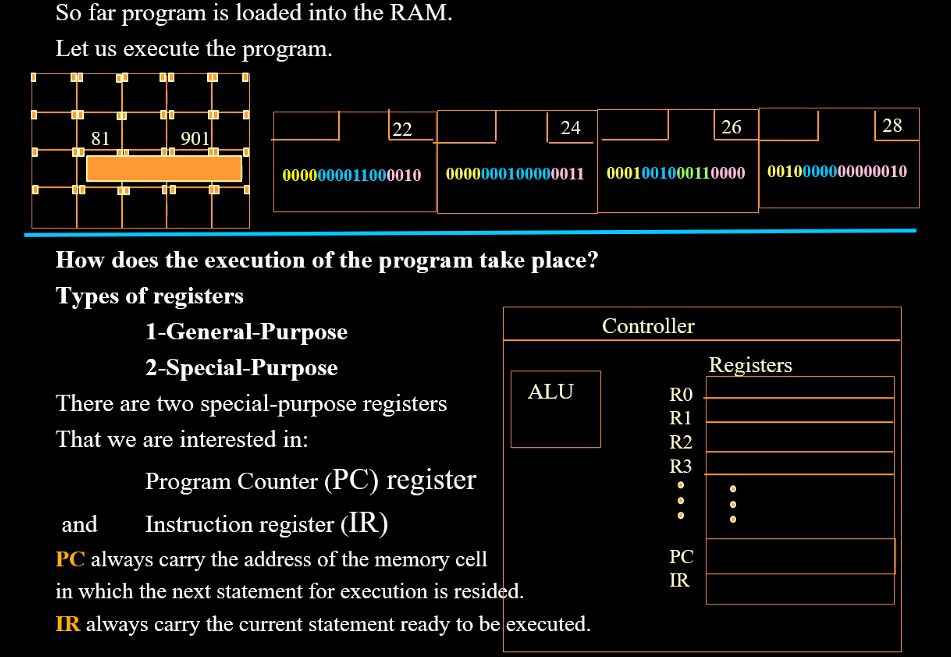 So far program is loaded into the RAM.
Let us execute the program.
81 901
22 24 26 28
0000000011000010 0000000100000011 0001001000110000 0010000000000010
How does the execution of the program take place?
Types of registers
1-General-Purpose
2-Special-Purpose
There are two special-purpose registers
That we are interested in:
Program Counter (PC) register
and Instruction register (IR)
PC always carry the address of the memory cell
in which the next statement for execution is resided.
IR always carry the current statement ready to be executed.
Controller
ALU
Registers
R0
R1
R2
R3
PC
IR